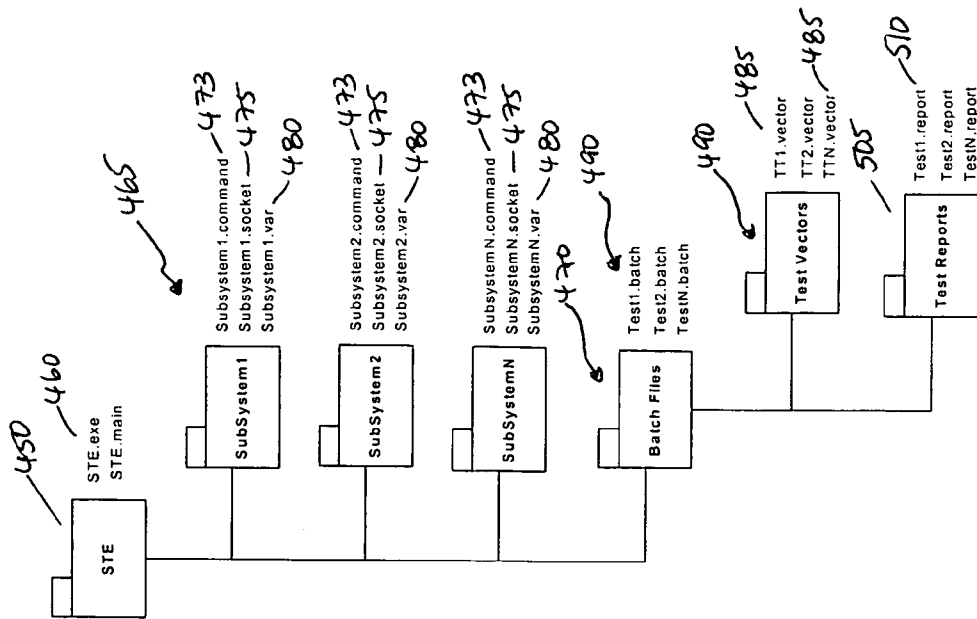 450
460
STE.exe
STE.main
STE
465
Subsystem1.command 473
Subsystem1.socket 475
Subsystem1.var 480
SubSystem1
Subsystem2.command 473
Subsystem2.socket 475
Subsystem2.var 480
SubSystem2
SubsystemN.command 473
SubsystemN.socket 475
SubsystemN.var 480
SubSystemN
470
490
Test1.batch
Test2.batch
TestN.batch
Batch Files
490
485
TT1.vector
TT2.vector
TTN.vector 485
Test Vectors
505
510
Test1.report
Test2.report
TestN.report
Test Reports